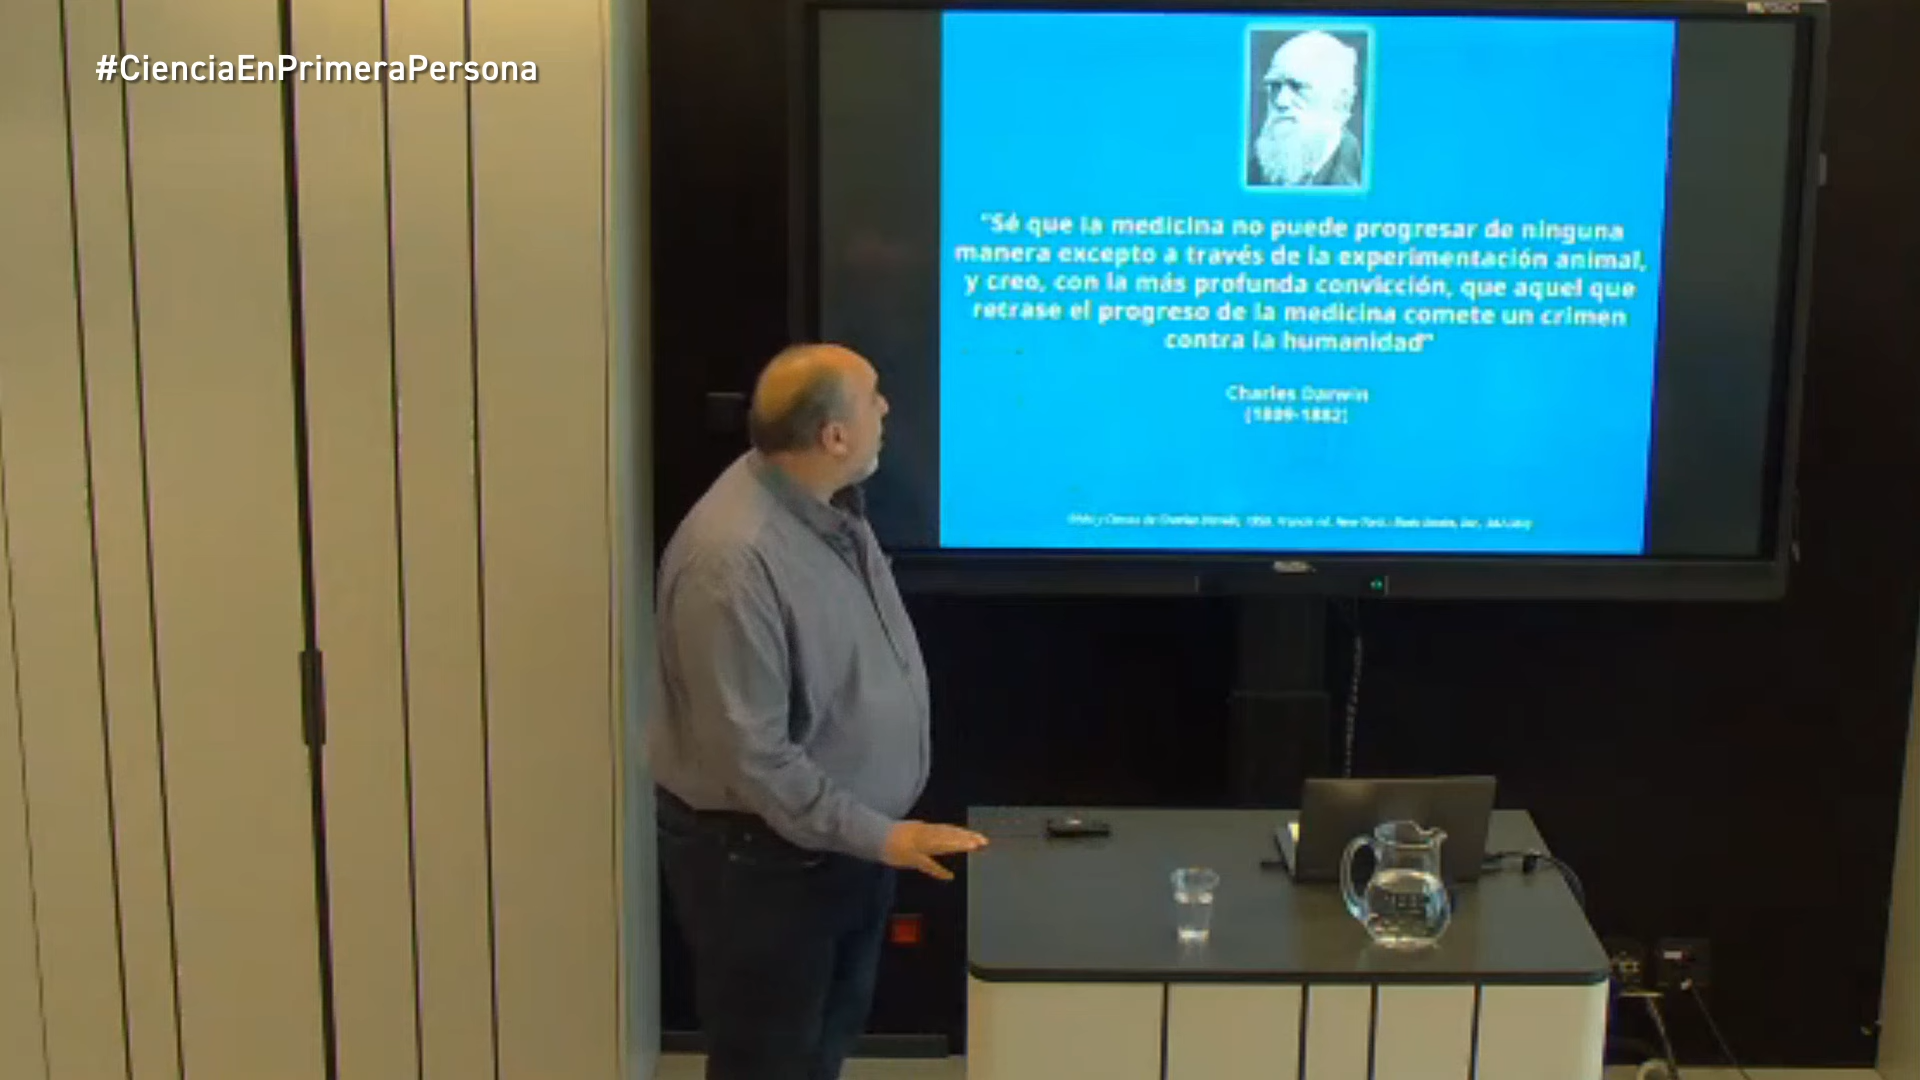 #CienciaEnPrimeraPersona
"Sé que la medicina no puede progresar de ninguna
manera excepto a través de la experimentación animal,
y creo, con la más profunda convicción, que aquel que
retrase el progreso de la medicina comete un crimen
contra la humanidad"
Charles Darwin
(1809-1882)